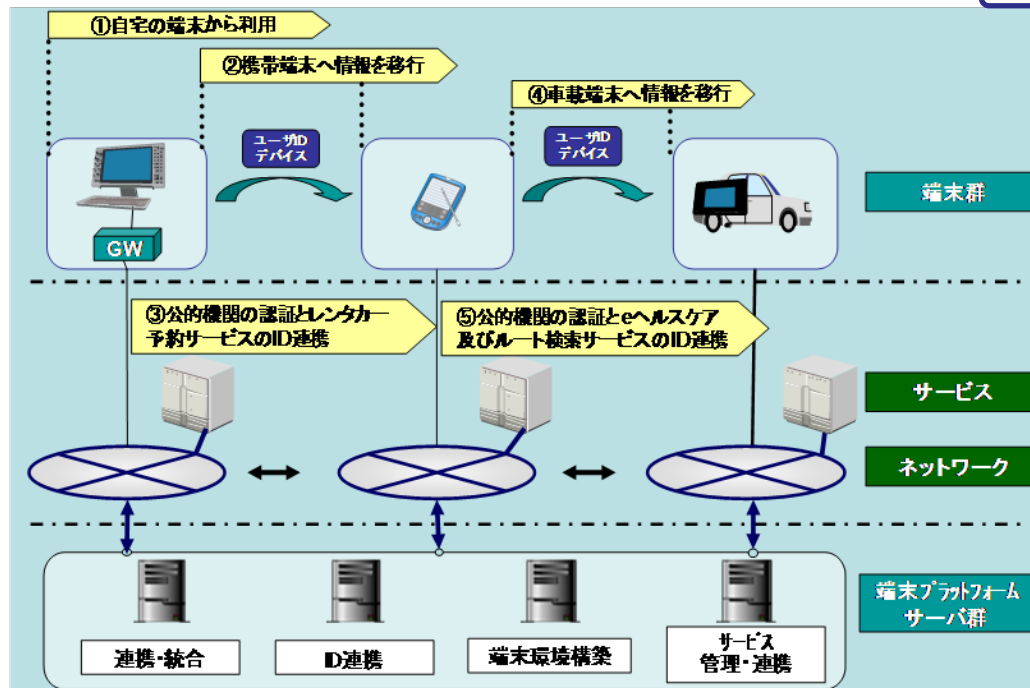 ①自宅の端末から利用
②携帯端末へ情報を移行
④車載端末へ情報を移行
ユーザID
デバイス
ユーザID
デバイス
端末群
GW
③公的機関の認証とレンタカー
予約サービスのID連携
⑤公的機関の認証とeヘルスケア
及びルート検索サービスのID連携
サービス
ネットワーク
端末プラットフォーム
サーバ群
連携・統合
ID連携
端末環境構築
サービス
管理・連携